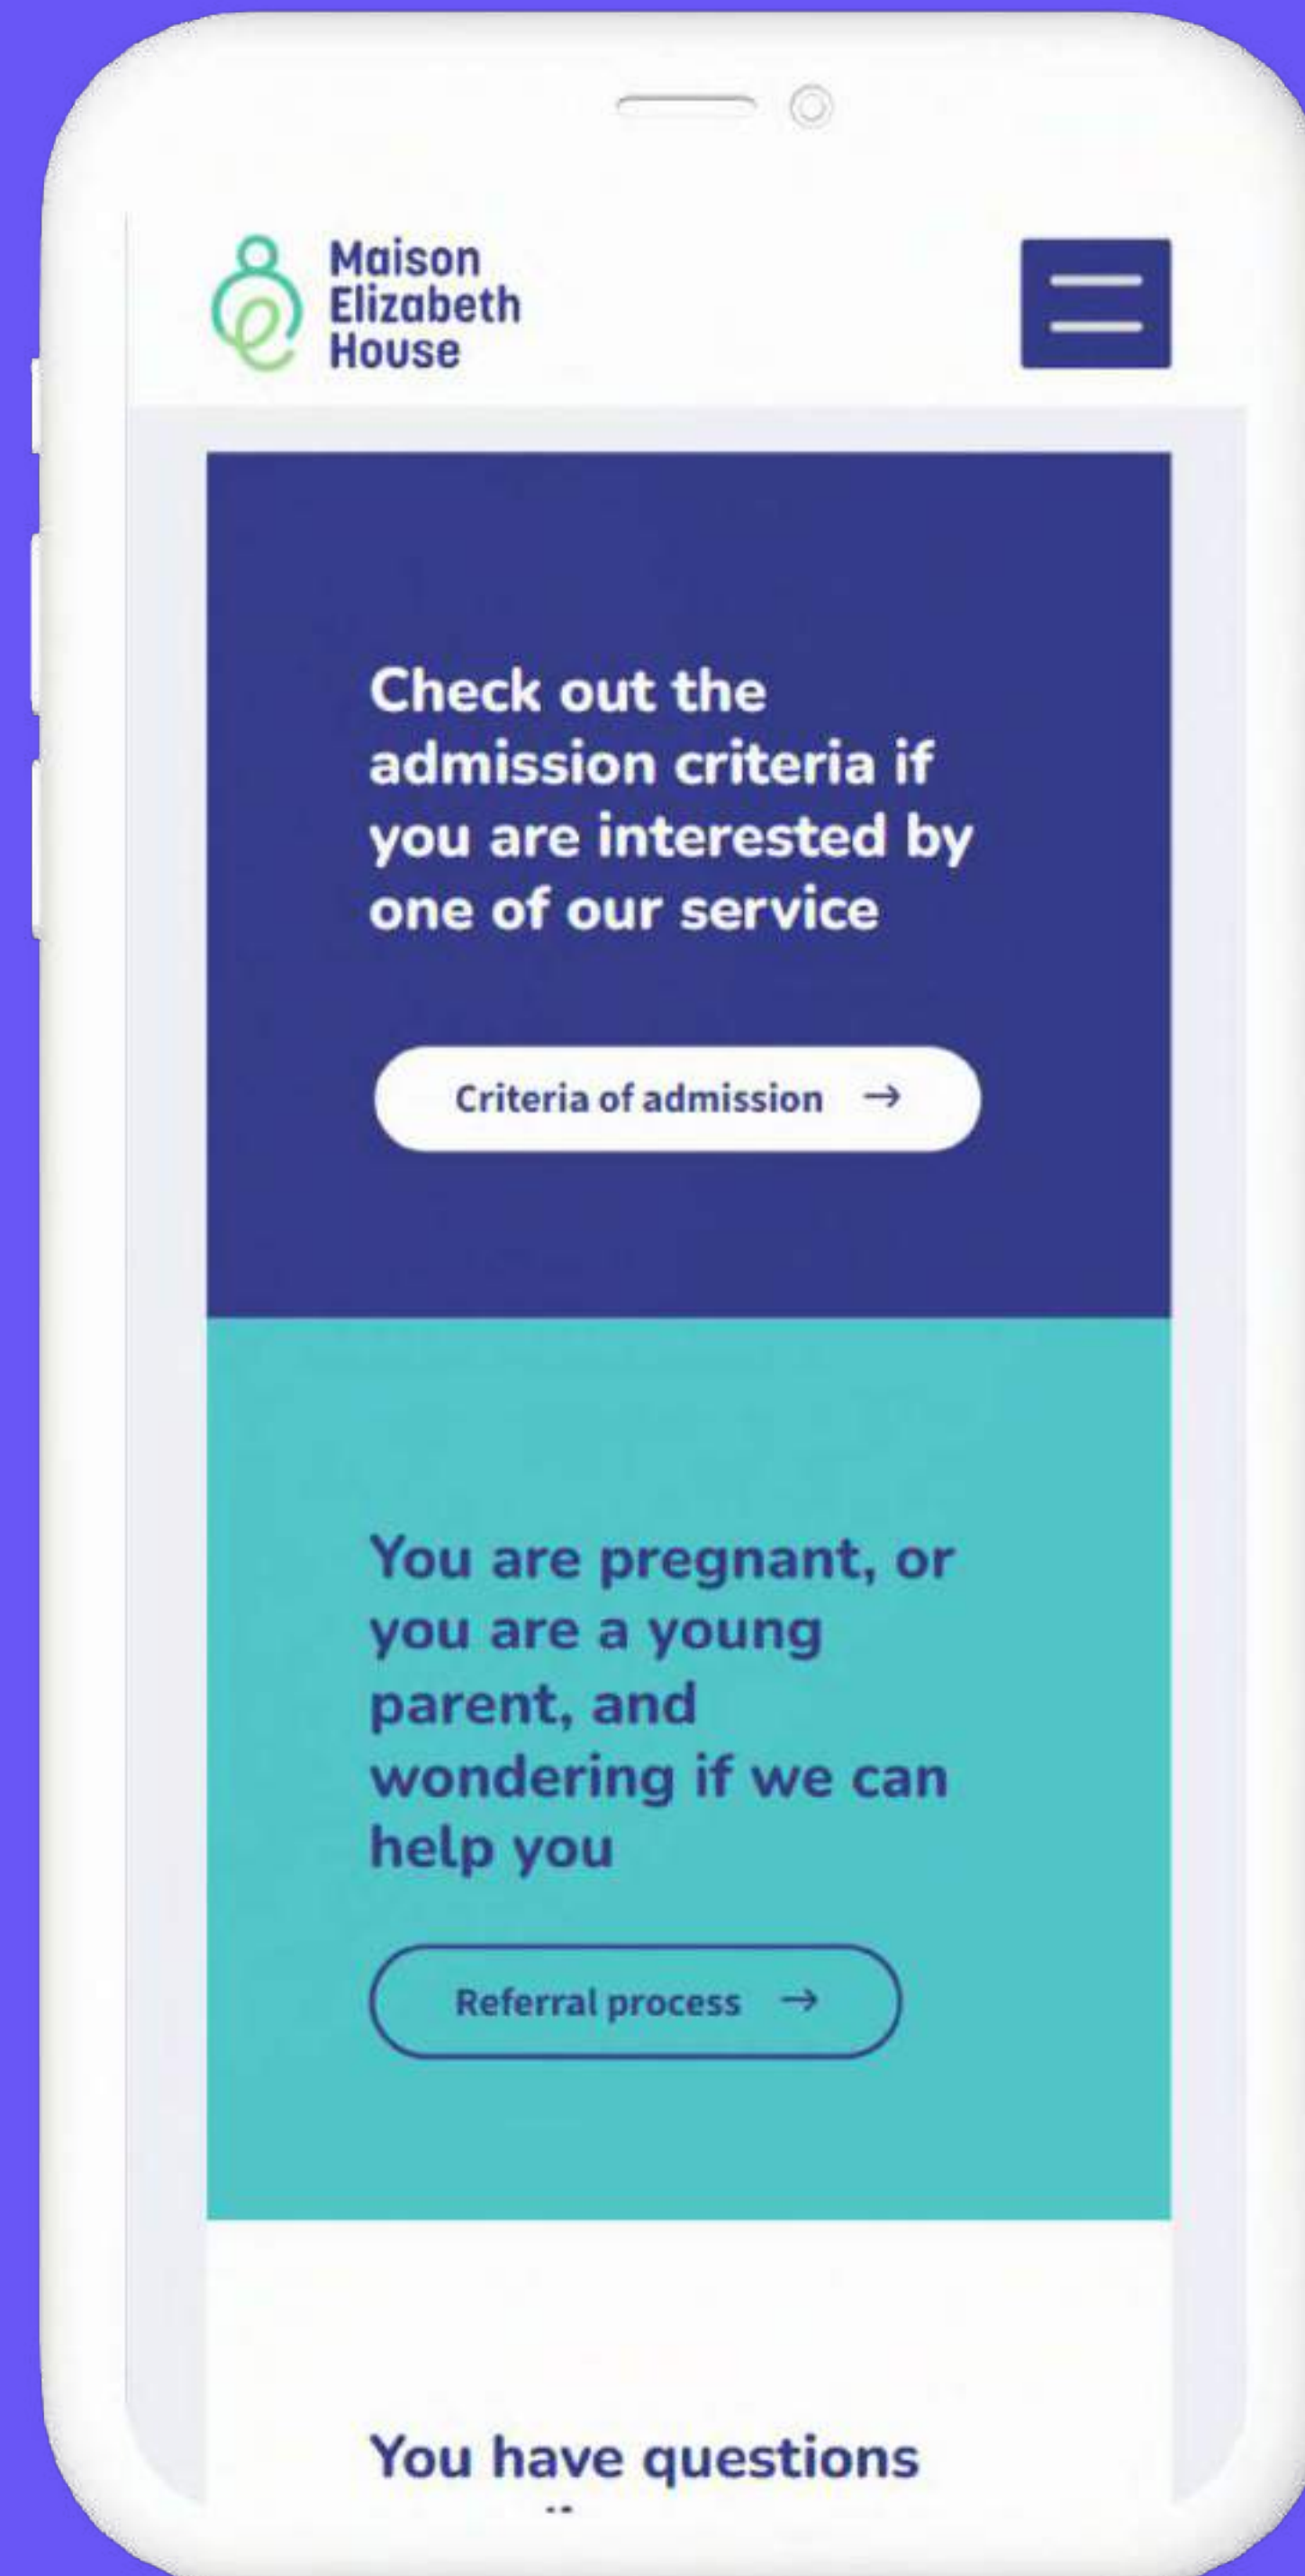 Maison
Elizabeth
House
Check out the
admission criteria if
you are interested by
one of our service
Criteria of admission →
You are pregnant, or
you are a young
parent, and
wondering if we can
help you
Referral process →
You have questions